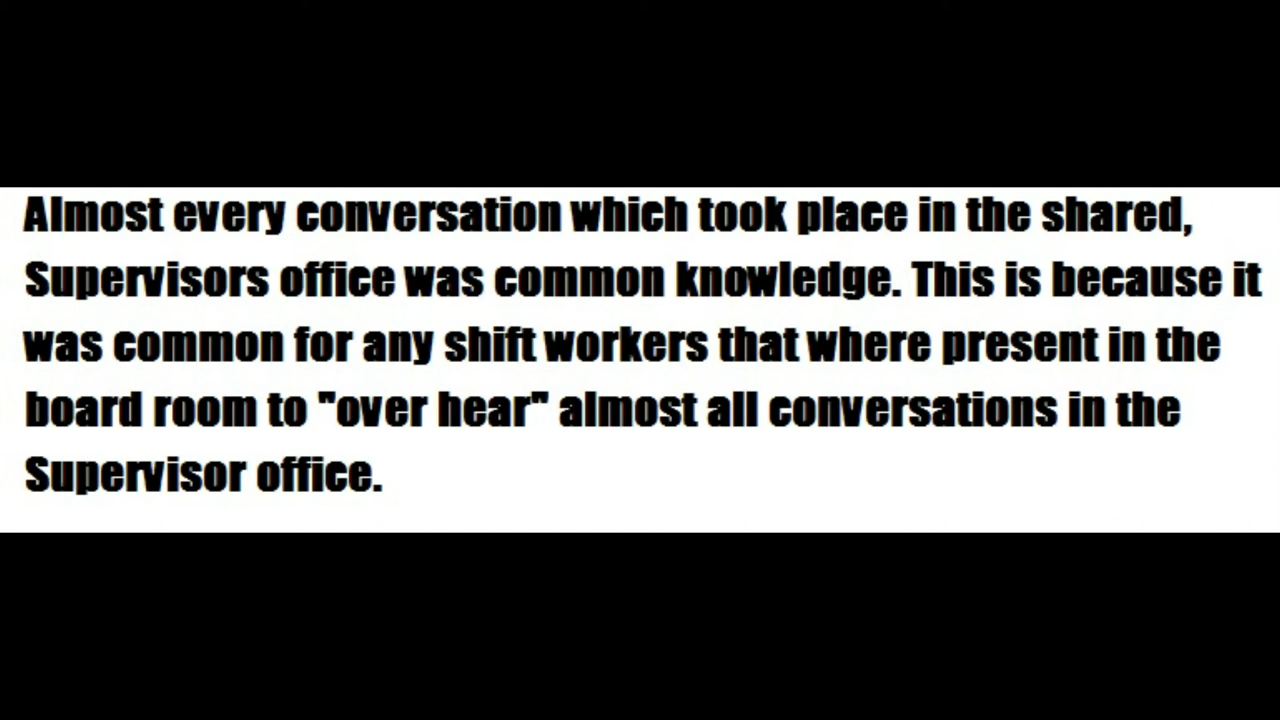 Almost every conversation which took place in the shared,
Supervisors office was common knowledge. This is because it
was common for any shift workers that where present in the
board room to "over hear" almost all conversations in the
Supervisor office.